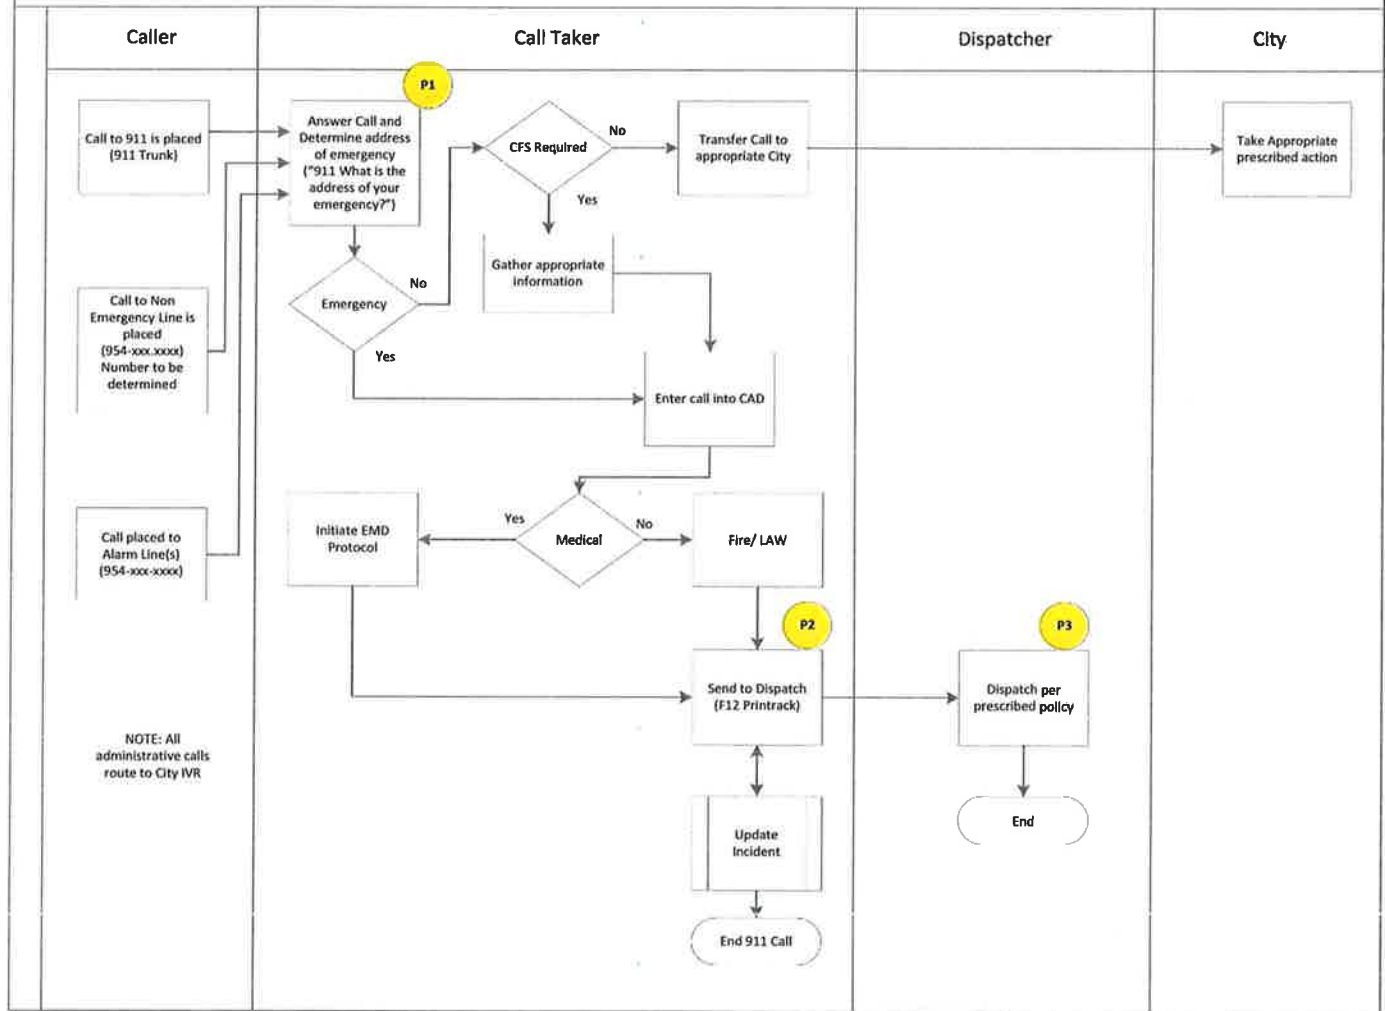 Caller
Call Taker
Dispatcher
City
P1
Call to 911 is placed
(911 Trunk)
Answer Call and
Determine address
of emergency
("911 What is the
address of your
emergency?")
CFS Required
No
Yes
Transfer Call to
appropriate City
Take Appropriate
prescribed action
Gather appropriate
information
Emergency
No
Yes
Call to Non
Emergency Line is
placed
(954-xxx.xxxx)
Number to be
determined
Enter call into CAD
Call placed to
Alarm Line(s)
(954-xxx-xxxx)
Initiate EMD
Protocol
Yes
Medical
No
Fire/ LAW
P2
P3
Send to Dispatch
(F12 Printrack)
Dispatch per
prescribed policy
NOTE: All
administrative calls
route to City IVR
Update
Incident
End
End 911 Call